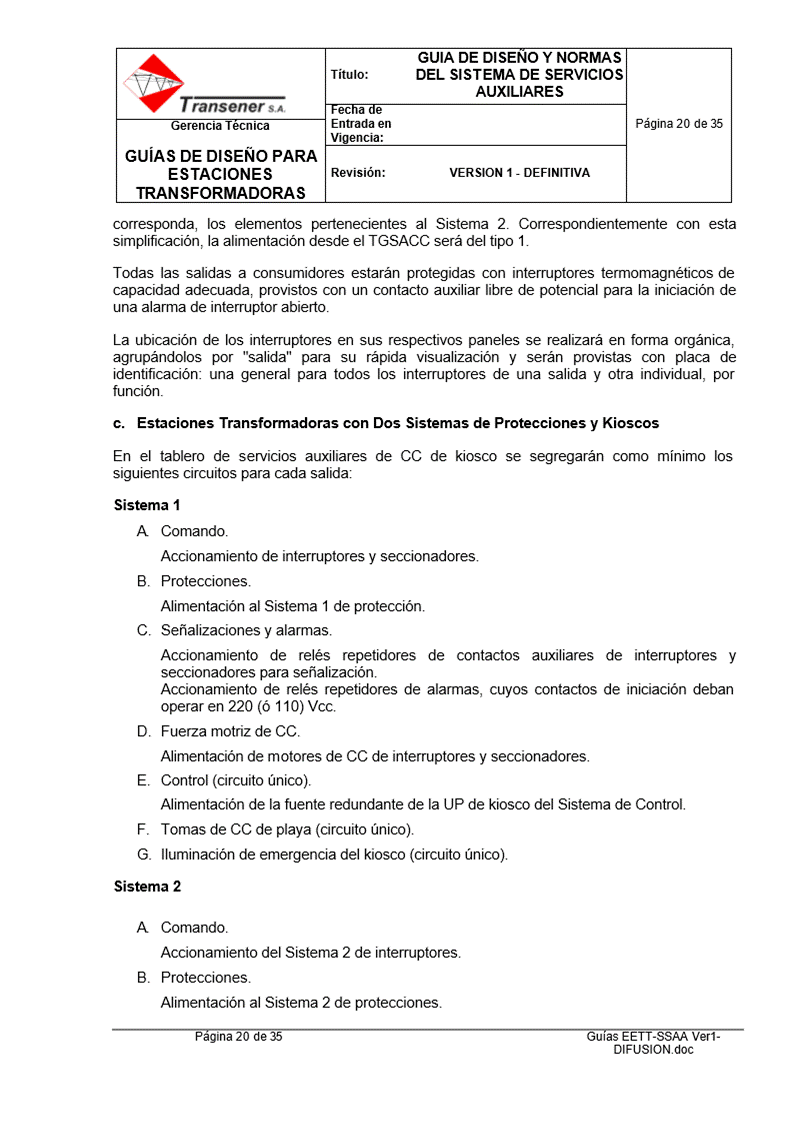 Transener S.A.
Gerencia Técnica
GUÍAS DE DISEÑO PARA
ESTACIONES
TRANSFORMADORAS
Título:
GUIA DE DISEÑO Y NORMAS
DEL SISTEMA DE SERVICIOS
AUXILIARES
Fecha de
Entrada en
Vigencia:
Revisión:
VERSION 1 - DEFINITIVA
Página 20 de 35
corresponda, los elementos pertenecientes al Sistema 2. Correspondientemente con esta
simplificación, la alimentación desde el TGSACC será del tipo 1.
Todas las salidas a consumidores estarán protegidas con interruptores termomagnéticos de
capacidad adecuada, provistos con un contacto auxiliar libre de potencial para la iniciación de
una alarma de interruptor abierto.
La ubicación de los interruptores en sus respectivos paneles se realizará en forma orgánica,
agrupándolos por "salida" para su rápida visualización y serán provistas con placa de
identificación: una general para todos los interruptores de una salida y otra individual, por
función.
c. Estaciones Transformadoras con Dos Sistemas de Protecciones y Kioscos
En el tablero de servicios auxiliares de CC de kiosco se segregarán como mínimo los
siguientes circuitos para cada salida:
Sistema 1
A. Comando.
Accionamiento de interruptores y seccionadores.
B. Protecciones.
Alimentación al Sistema 1 de protección.
C. Señalizaciones y alarmas.
Accionamiento de relés repetidores de contactos auxiliares de interruptores y
seccionadores para señalización.
Accionamiento de relés repetidores de alarmas, cuyos contactos de iniciación deban
operar en 220 (ó 110) Vcc.
D. Fuerza motriz de CC.
Alimentación de motores de CC de interruptores y seccionadores.
E. Control (circuito único).
Alimentación de la fuente redundante de la UP de kiosco del Sistema de Control.
F. Tomas de CC de playa (circuito único).
G. Iluminación de emergencia del kiosco (circuito único).
Sistema 2
A. Comando.
Accionamiento del Sistema 2 de interruptores.
B. Protecciones.
Alimentación al Sistema 2 de protecciones.
Página 20 de 35
Guías EETT-SSAA Ver1-
DIFUSION.doc